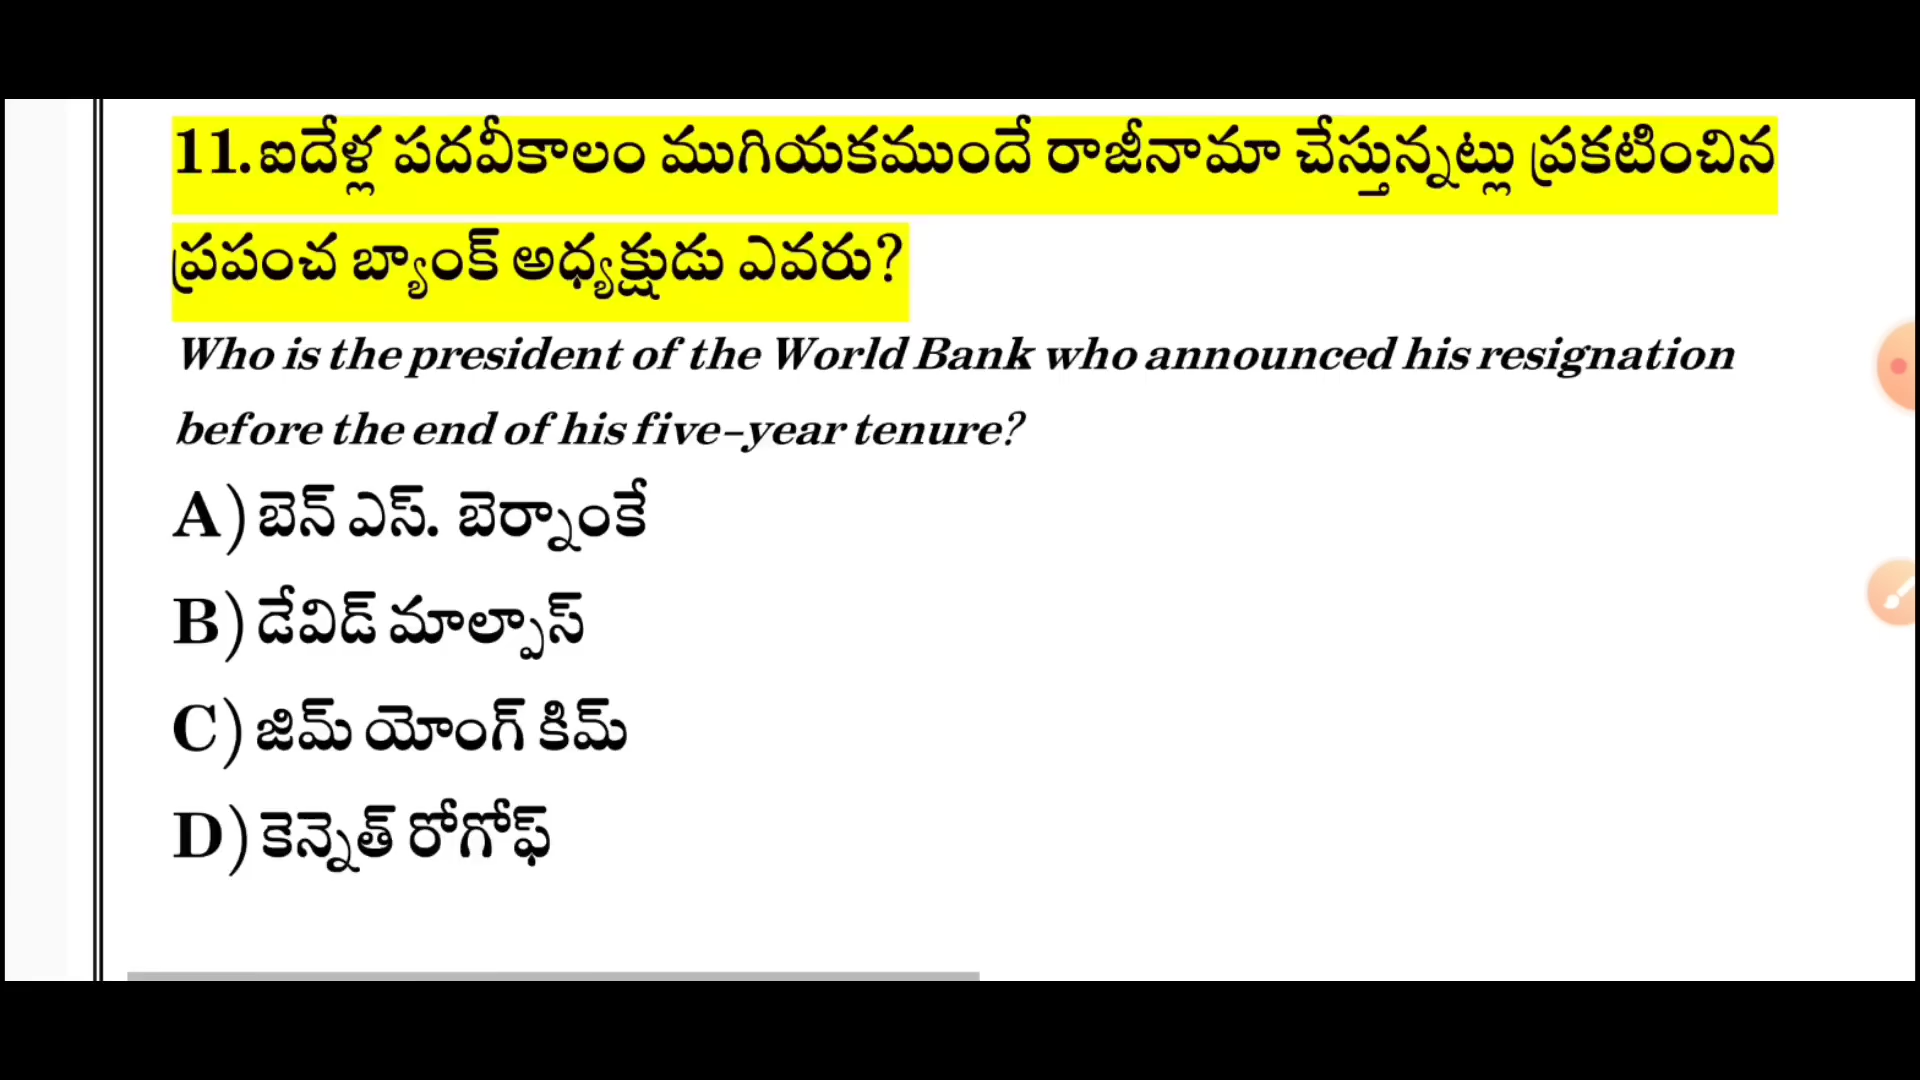 11.ఐదేళ్ల పదవీకాలం ముగియకముందే రాజీనామా చేస్తున్నట్లు ప్రకటించిన
ప్రపంచ బ్యాంక్ అధ్యక్షుడు ఎవరు?
Who is the president of the World Bank who announced his resignation
before the end of his five-year tenure?
A) బెన్ ఎస్. బెర్నాంకే
B) డేవిడ్ మాల్పాస్
C) జిమ్ యోంగ్ కిమ్
D) కెన్నెత్ రోగోఫ్